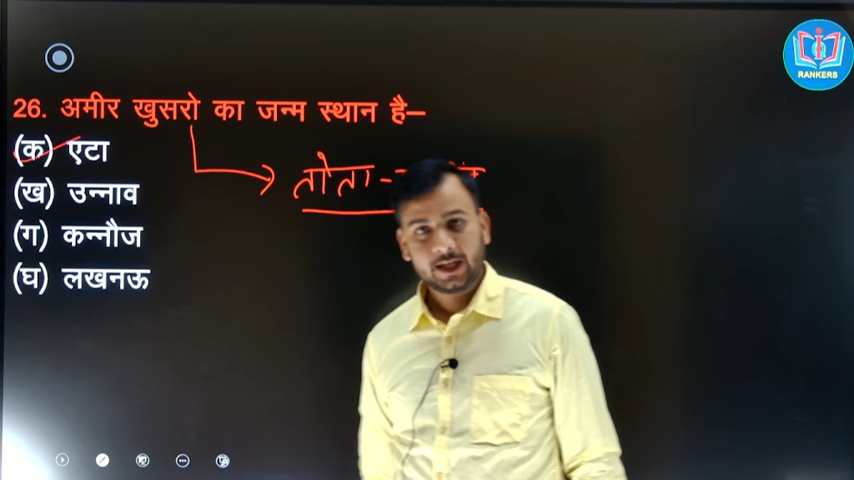 RANKERS
26. अमीर खुसरो का जन्म स्थान है–
(क) एटा
तोता-
(ख) उन्नाव
(ग) कन्नौज
(घ) लखनऊ